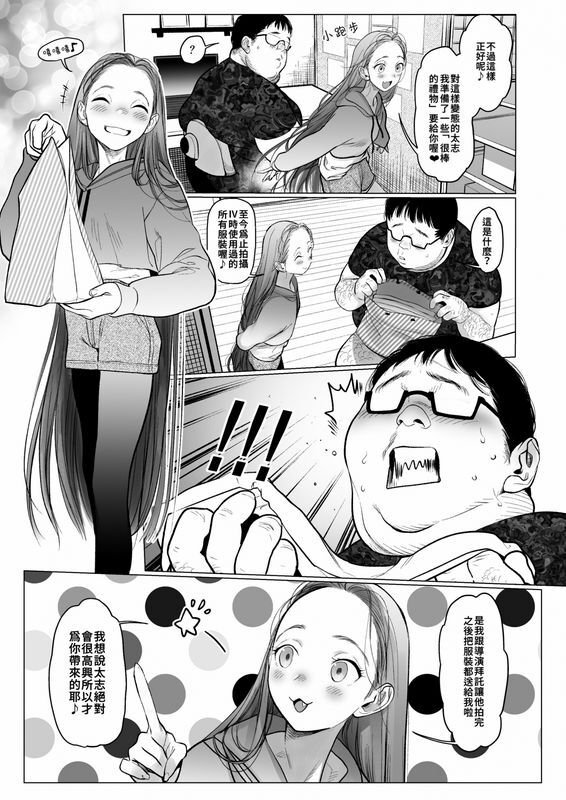 不過這樣
正好呢♪
對這樣變態的太志
我準備了一些「很棒
的禮物」要給你喔❤
小跑步
?
嘻嘻嘻♪
這是什麼?
至今為止拍攝
IV時使用過的
所有服裝喔♪
!!!
是我跟導演拜託讓他拍完
之後把服裝都送給我啦
我想說太志絕對
會很高興所以才
為你帶來的耶♪